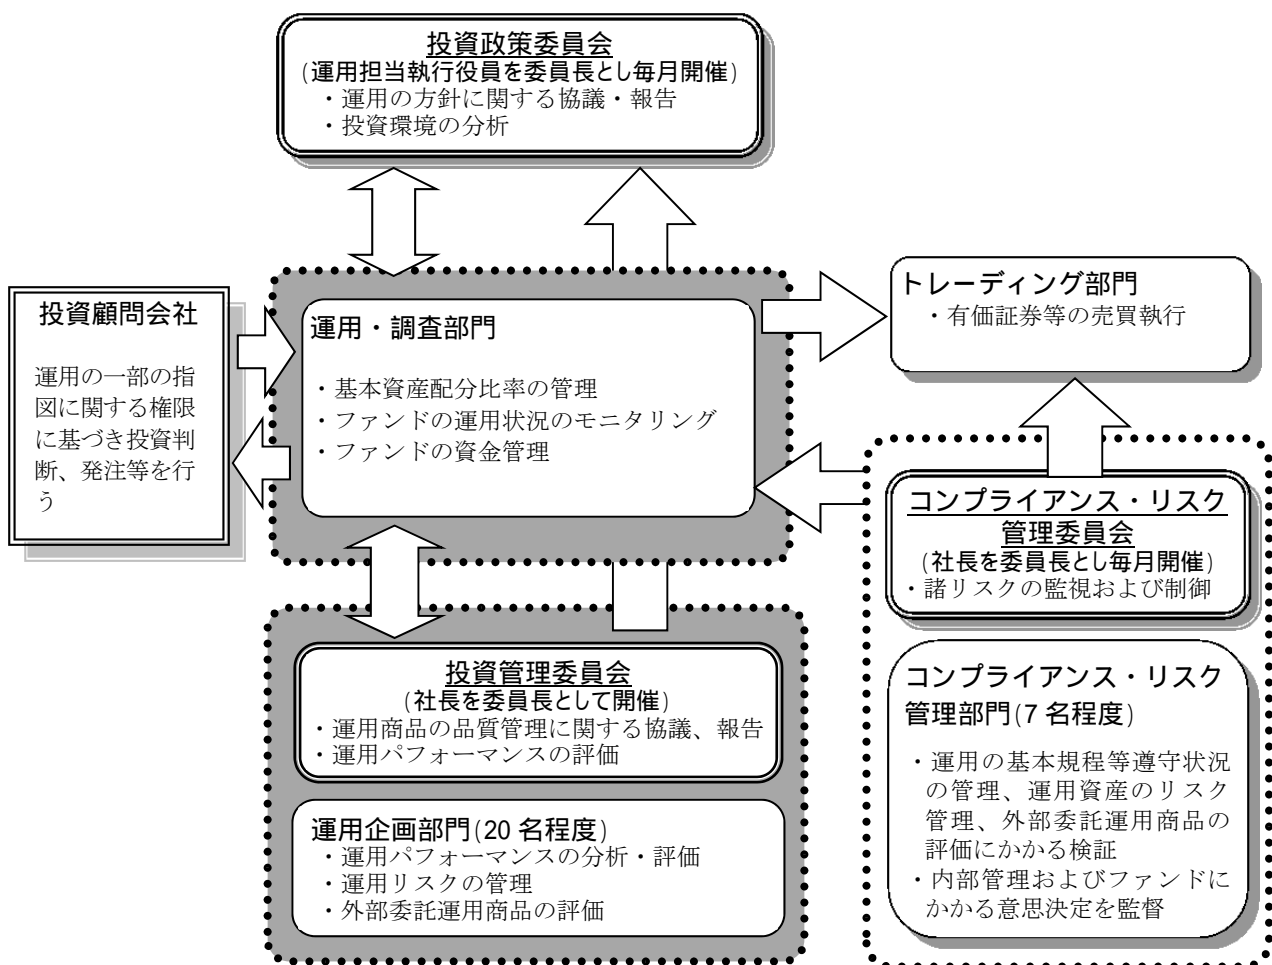 投資政策委員会
(運用担当執行役員を委員長とし毎月開催)
・運用の方針に関する協議・報告
・投資環境の分析
投資顧問会社
運用の一部の指
図に関する権限
に基づき投資判
断、発注等を行
う
運用・調査部門
・基本資産配分比率の管理
・ファンドの運用状況のモニタリング
・ファンドの資金管理
トレーディング部門
・有価証券等の売買執行
コンプライアンス・リスク
管理委員会
(社長を委員長とし毎月開催)
・諸リスクの監視および制御
コンプライアンス・リスク
管理部門(7 名程度)
・運用の基本規程等遵守状況
の管理、運用資産のリスク
管理、外部委託運用商品の
評価にかかる検証
・内部管理およびファンドに
かかる意思決定を監督
投資管理委員会
(社長を委員長として開催)
・運用商品の品質管理に関する協議、報告
・運用パフォーマンスの評価
運用企画部門(20 名程度)
・運用パフォーマンスの分析・評価
・運用リスクの管理
・外部委託運用商品の評価